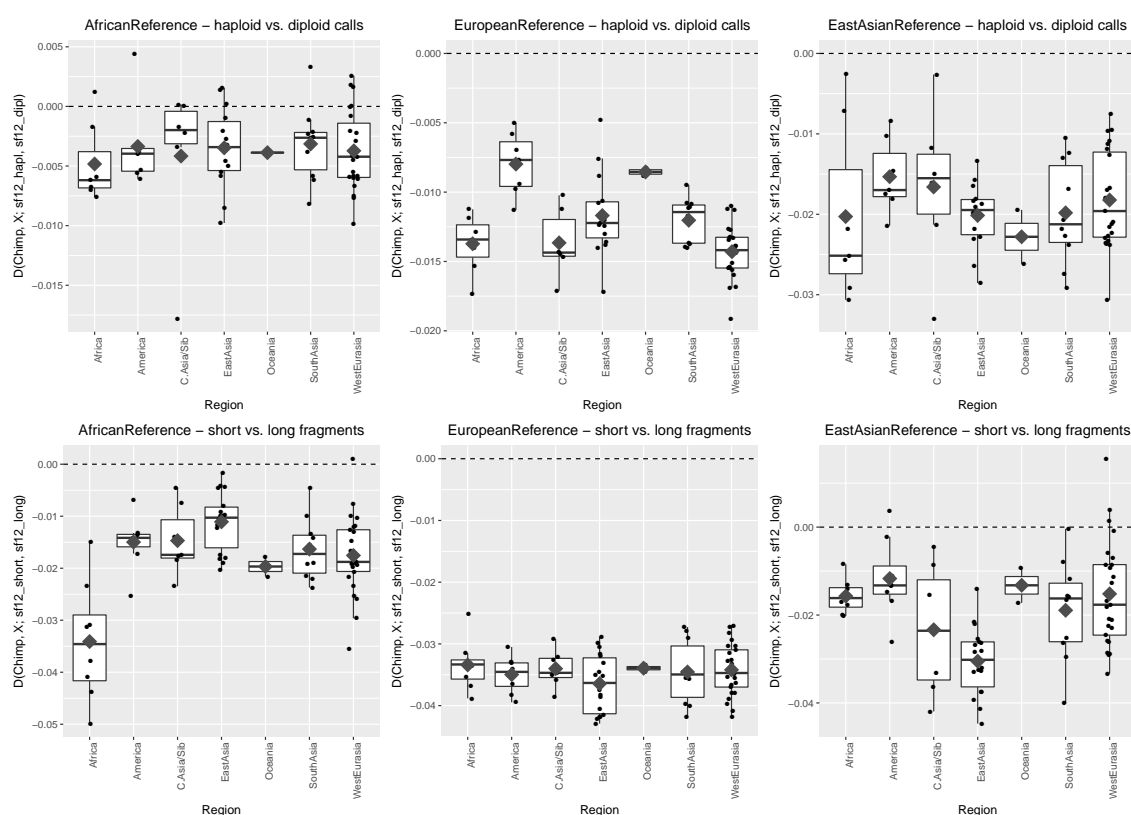 AfricanReference – haploid vs. diploid calls
D(Chimp, X; sf12_hapl, sf12_dipl)
0.005
0.000
−0.005
−0.010
−0.015
Africa
America
C.Asia/Sib
EastAsia
Oceania
SouthAsia
WestEurasia
Region
EuropeanReference – haploid vs. diploid calls
D(Chimp, X; sf12_hapl, sf12_dipl)
0.000
−0.005
−0.010
−0.015
−0.020
Africa
America
C.Asia/Sib
EastAsia
Oceania
SouthAsia
WestEurasia
Region
EastAsianReference – haploid vs. diploid calls
D(Chimp, X; sf12_hapl, sf12_dipl)
0.00
−0.01
−0.02
−0.03
Africa
America
C.Asia/Sib
EastAsia
Oceania
SouthAsia
WestEurasia
Region
AfricanReference – short vs. long fragments
D(Chimp, X; sf12_short, sf12_long)
0.00
−0.01
−0.02
−0.03
−0.04
−0.05
Africa
America
C.Asia/Sib
EastAsia
Oceania
SouthAsia
WestEurasia
Region
EuropeanReference – short vs. long fragments
D(Chimp, X; sf12_short, sf12_long)
0.00
−0.01
−0.02
−0.03
−0.04
Africa
America
C.Asia/Sib
EastAsia
Oceania
SouthAsia
WestEurasia
Region
EastAsianReference – short vs. long fragments
D(Chimp, X; sf12_short, sf12_long)
0.00
−0.02
−0.04
Africa
America
C.Asia/Sib
EastAsia
Oceania
SouthAsia
WestEurasia
Region